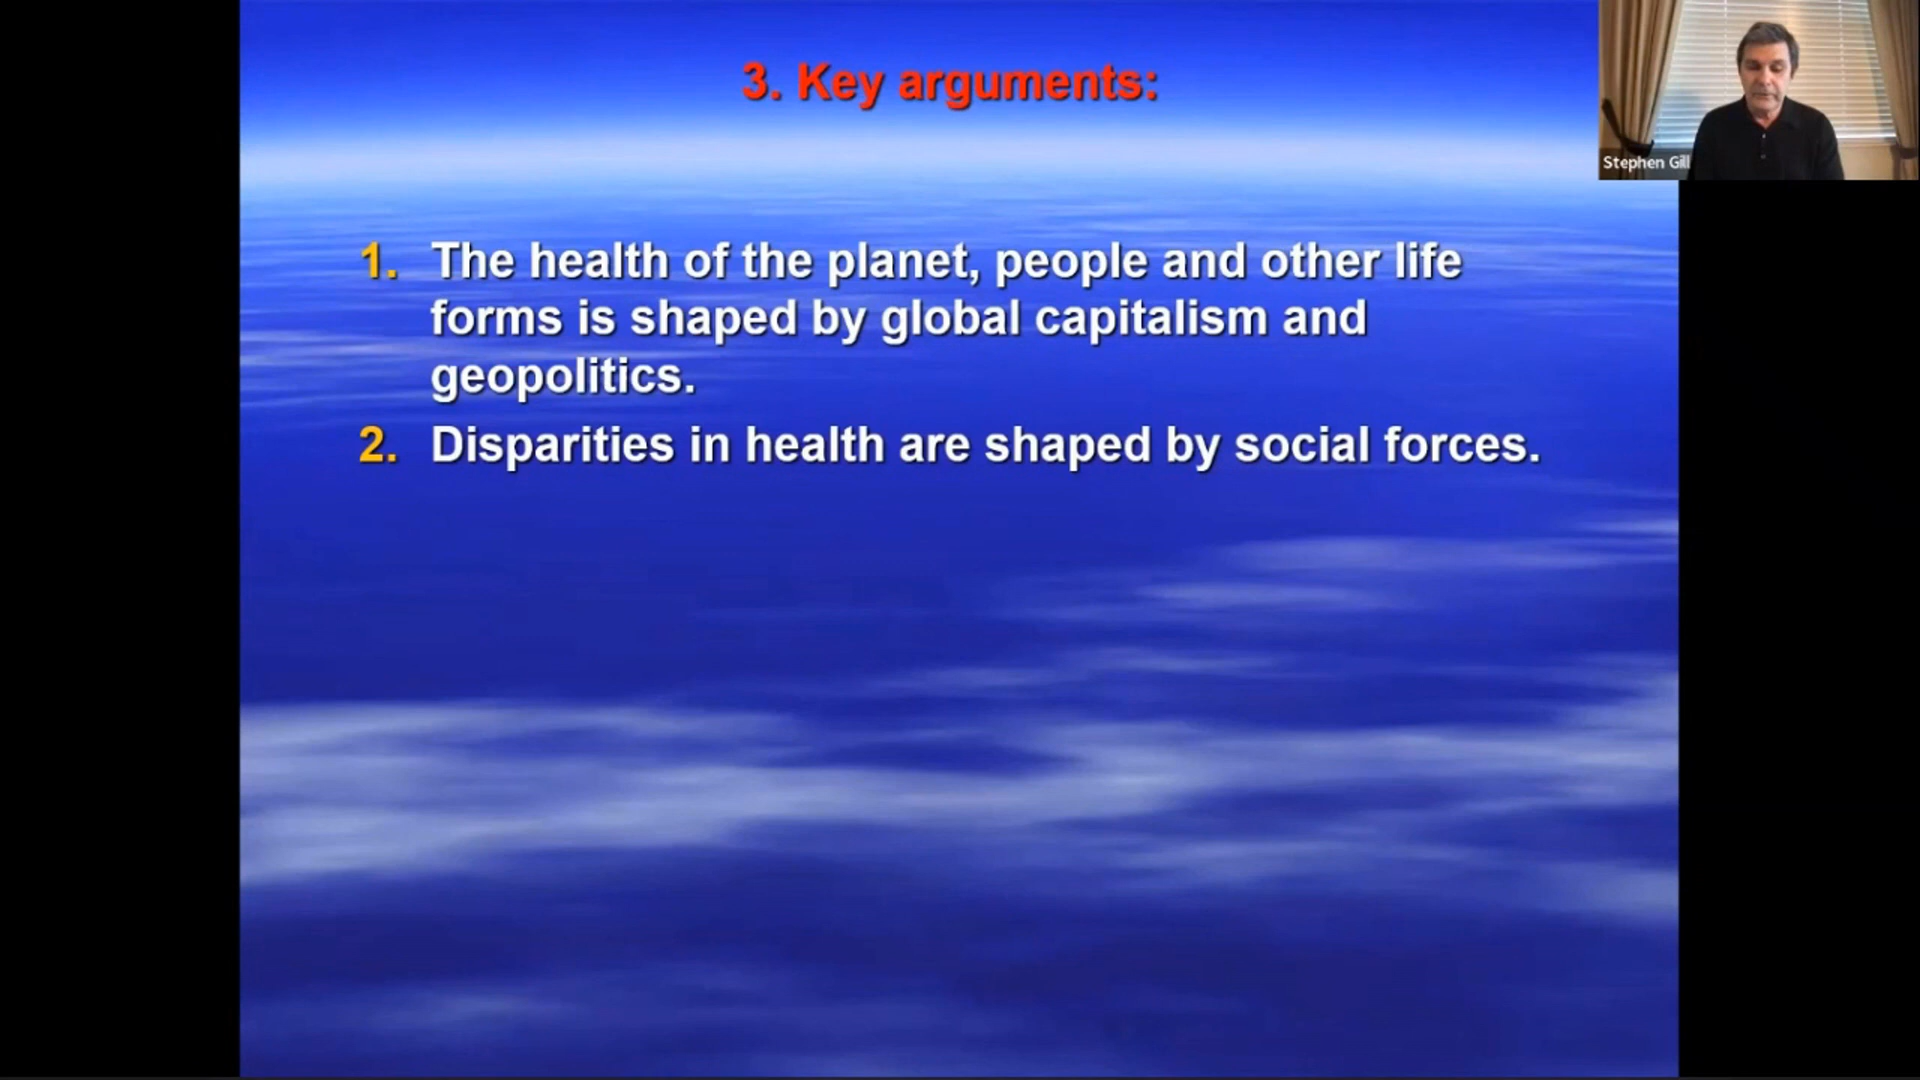 3. Key arguments:
Stephen Gill
1. The health of the planet, people and other life
forms is shaped by global capitalism and
geopolitics.
2. Disparities in health are shaped by social forces.